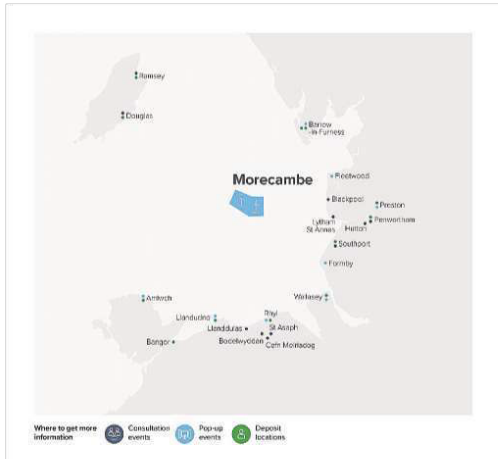 Ramsey
Douglas
Barrow
-in-Furness
Morecambe
Fleetwood
Blackpool
Preston
Lytham
St Annes
Penwortham
Hutton
Southport
Formby
Wallasey
Amlwch
Llandudno
Rhyl
Llanddulas
St Asaph
Bodelwyddan
Cefn Meiriadog
Bangor
Where to get more
information
Consultation
events
Pop-up
events
Deposit
locations